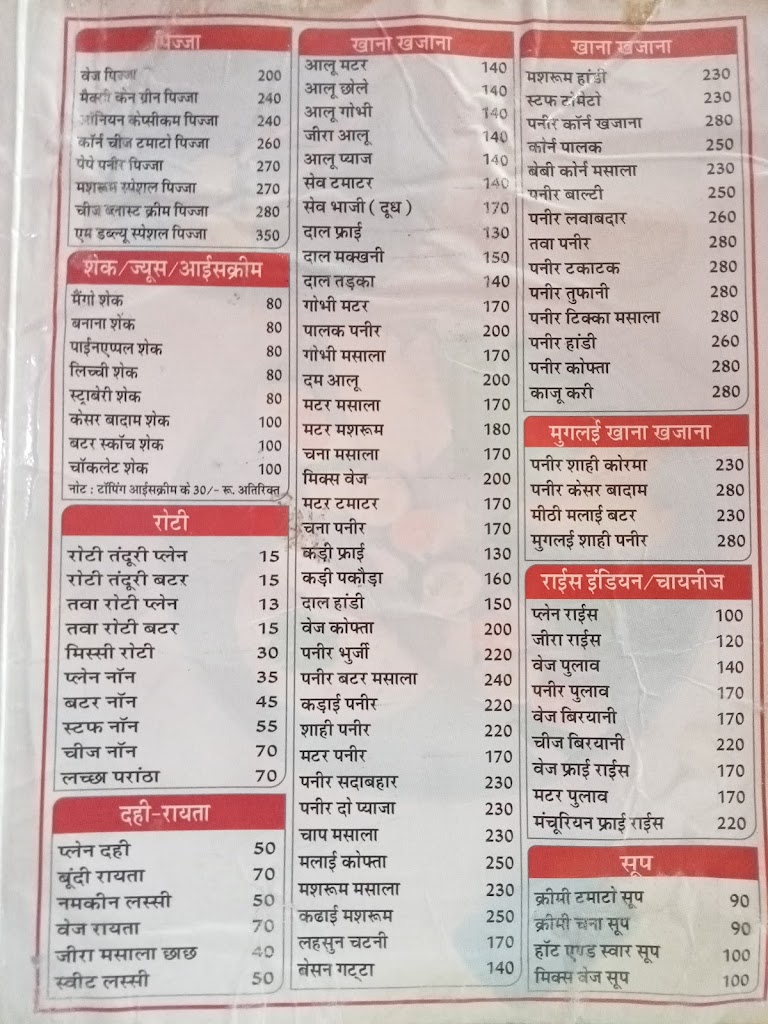 पिज्जा
वेज पिज्जा 200
मैक्सी केन ग्रीन पिज्जा 240
ऑनियन केप्सीकम पिज्जा 240
कॉर्न चीज टमाटो पिज्जा 260
पेपे पनीर पिज्जा 270
मशरूम स्पेशल पिज्जा 270
चीज ब्लास्ट क्रीम पिज्जा 280
एम डब्ल्यू स्पेशल पिज्जा 350
शेक/ज्यूस/आईसक्रीम
मैंगो शेक 80
बनाना शेक 80
पाईनएप्पल शेक 80
लिच्ची शेक 80
स्ट्राबेरी शेक 80
केसर बादाम शेक 100
बटर स्कॉच शेक 100
चॉकलेट शेक 100
नोट : टॉपिंग आईसक्रीम के 30/- रू. अतिरिक्त
रोटी
रोटी तंदूरी प्लेन 15
रोटी तंदूरी बटर 15
तवा रोटी प्लेन 13
तवा रोटी बटर 15
मिस्सी रोटी 30
प्लेन नॉन 35
बटर नॉन 45
स्टफ नॉन 55
चीज नॉन 70
लच्छा परांठा 70
दही-रायता
प्लेन दही 50
बूंदी रायता 70
नमकीन लस्सी 50
वेज रायता 70
जीरा मसाला छाछ 40
स्वीट लस्सी 50
खाना खजाना
आलू मटर 140
आलू छोले 140
आलू गोभी 140
जीरा आलू 140
आलू प्याज 140
सेव टमाटर 140
सेव भाजी ( दूध ) 170
दाल फ्राई 130
दाल मक्खनी 150
दाल तड़का 140
गोभी मटर 170
पालक पनीर 200
गोभी मसाला 170
दम आलू 200
मटर मसाला 170
मटर मशरूम 180
चना मसाला 170
मिक्स वेज 200
मटर टमाटर 170
चना पनीर 170
कड़ी फ्राई 130
कड़ी पकौड़ा 160
दाल हांडी 150
वेज कोफ्ता 200
पनीर भुर्जी 220
पनीर बटर मसाला 240
कड़ाई पनीर 220
शाही पनीर 220
मटर पनीर 170
पनीर सदाबहार 230
पनीर दो प्याजा 230
चाप मसाला 230
मलाई कोफ्ता 250
मशरूम मसाला 230
कढाई मशरूम 250
लहसुन चटनी 170
बेसन गट्टा 140
खाना खजाना
मशरूम हांडी 230
स्टफ टोमेटो 230
पनीर कॉर्न खजाना 280
कोर्न पालक 250
बेबी कोर्न मसाला 230
पनीर बाल्टी 250
पनीर लवाबदार 260
तवा पनीर 280
पनीर टकाटक 280
पनीर तुफानी 280
पनीर टिक्का मसाला 280
पनीर हांडी 260
पनीर कोफ्ता 280
काजू करी 280
मुगलई खाना खजाना
पनीर शाही कोरमा 230
पनीर केसर बादाम 280
मीठी मलाई बटर 230
मुगलई शाही पनीर 280
राईस इंडियन/चायनीज
प्लेन राईस 100
जीरा राईस 120
वेज पुलाव 140
पनीर पुलाव 170
वेज बिरयानी 170
चीज बिरयानी 220
वेज फ्राई राईस 170
मटर पुलाव 170
मंचूरियन फ्राई राईस 220
सूप
क्रीमी टमाटो सूप 90
क्रीमी चना सूप 90
हॉट एण्ड स्वार सूप 100
मिक्स वेज सूप 100